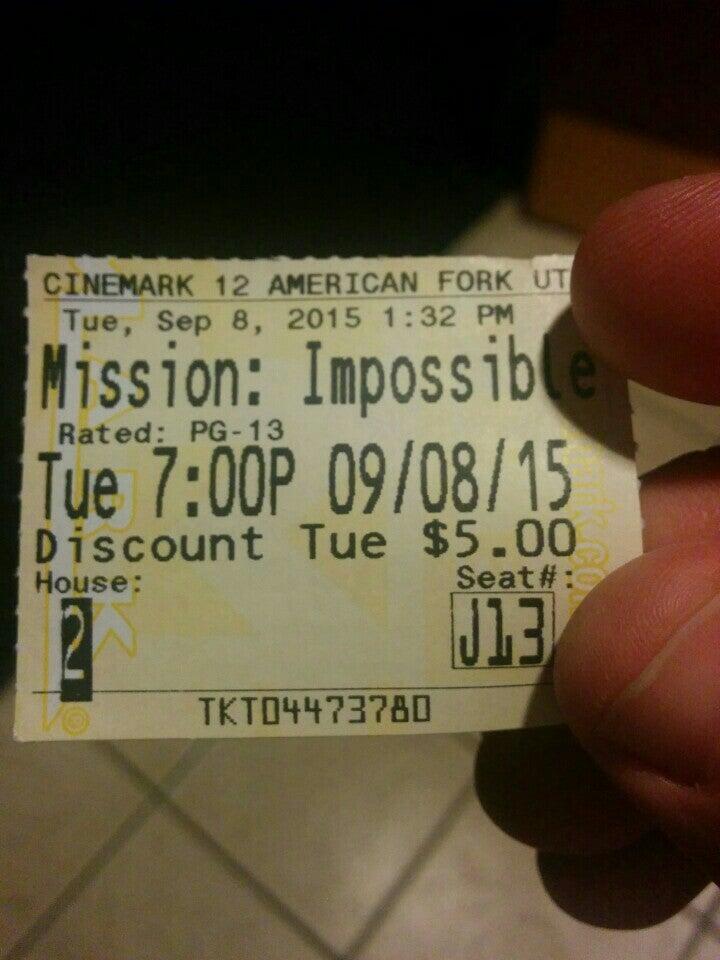 CINEMARK 12 AMERICAN FORK UT
Tue, Sep 8, 2015 1:32 PM
Mission: Impossible
Rated: PG-13
Tue 7:00P 09/08/15
Discount Tue $5.00
House: Seat#:
2 J13
TKT04473780